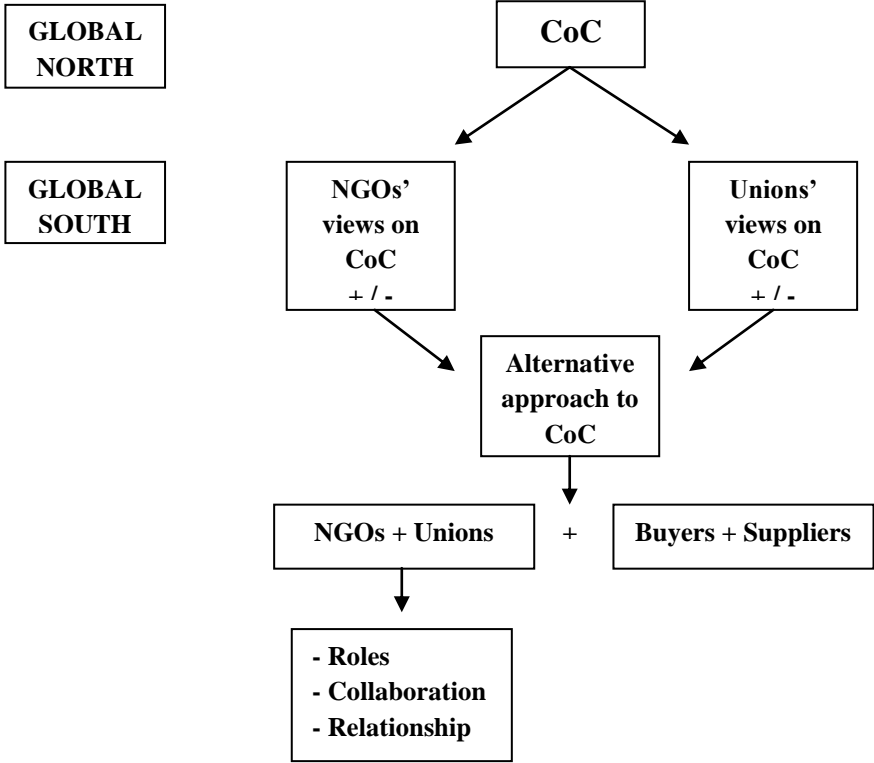 GLOBAL
NORTH
CoC
GLOBAL
SOUTH
NGOs’
views on
CoC
+ / -
Unions’
views on
CoC
+ / -
Alternative
approach to
CoC
NGOs + Unions
+
Buyers + Suppliers
- Roles
- Collaboration
- Relationship